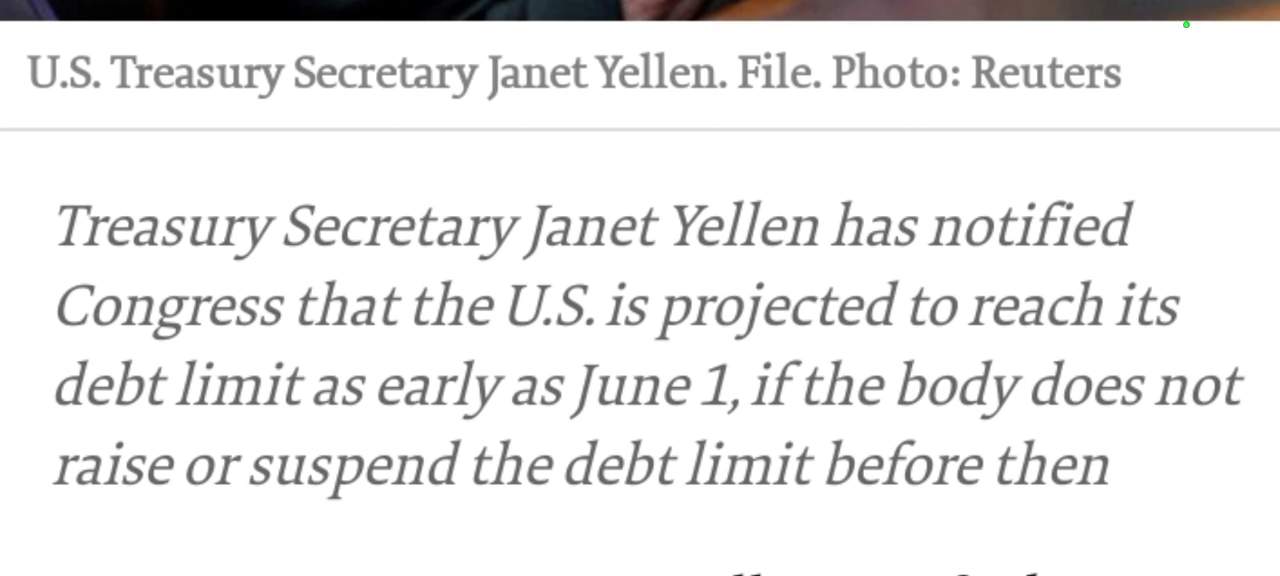 U.S. Treasury Secretary Janet Yellen. File. Photo: Reuters
Treasury Secretary Janet Yellen has notified
Congress that the U.S. is projected to reach its
debt limit as early as June 1, if the body does not
raise or suspend the debt limit before then